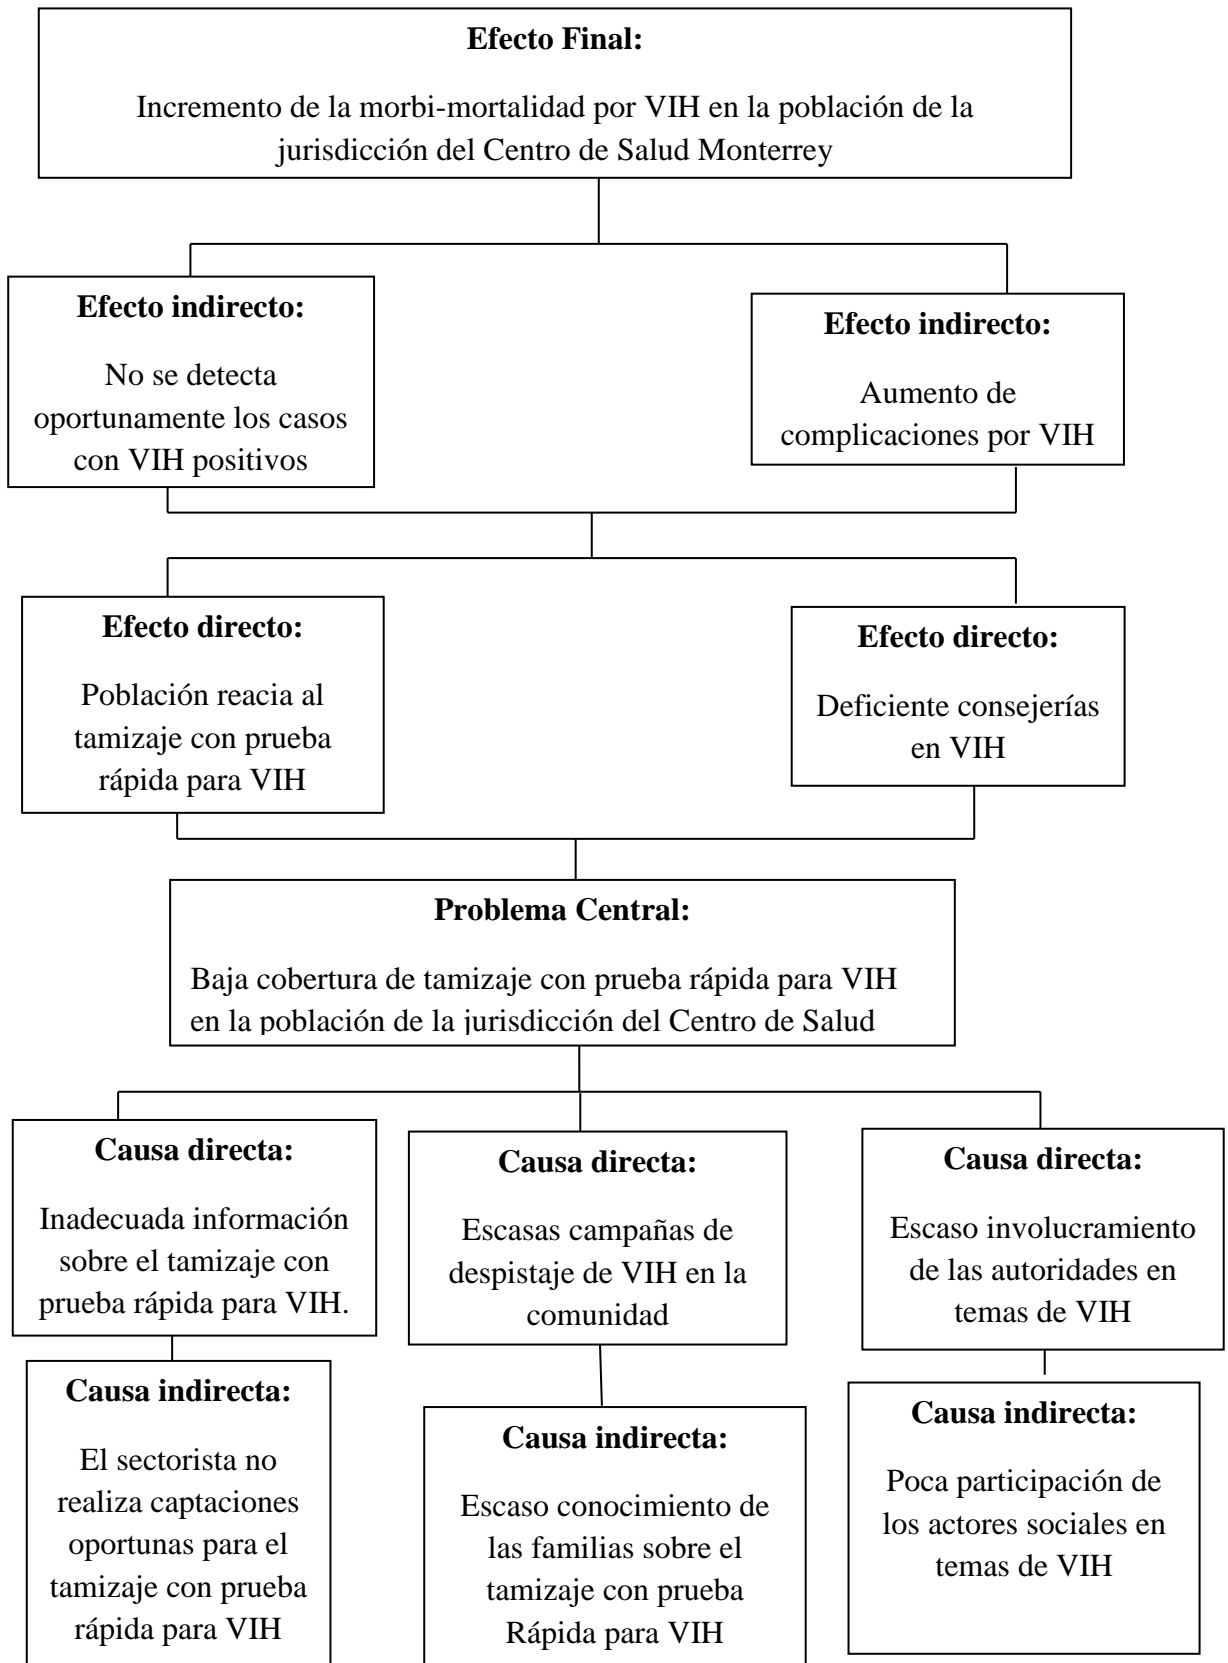 Efecto Final:
Incremento de la morbi-mortalidad por VIH en la población de la
jurisdicción del Centro de Salud Monterrey
Efecto indirecto:
No se detecta
oportunamente los casos
con VIH positivos
Efecto indirecto:
Aumento de
complicaciones por VIH
Efecto directo:
Población reacia al
tamizaje con prueba
rápida para VIH
Efecto directo:
Deficiente consejerías
en VIH
Problema Central:
Baja cobertura de tamizaje con prueba rápida para VIH
en la población de la jurisdicción del Centro de Salud
Causa directa:
Inadecuada información
sobre el tamizaje con
prueba rápida para VIH.
Causa directa:
Escasas campañas de
despistaje de VIH en la
comunidad
Causa directa:
Escaso involucramiento
de las autoridades en
temas de VIH
Causa indirecta:
El sectorista no
realiza captaciones
oportunas para el
tamizaje con prueba
rápida para VIH
Causa indirecta:
Escaso conocimiento de
las familias sobre el
tamizaje con prueba
Rápida para VIH
Causa indirecta:
Poca participación de
los actores sociales en
temas de VIH